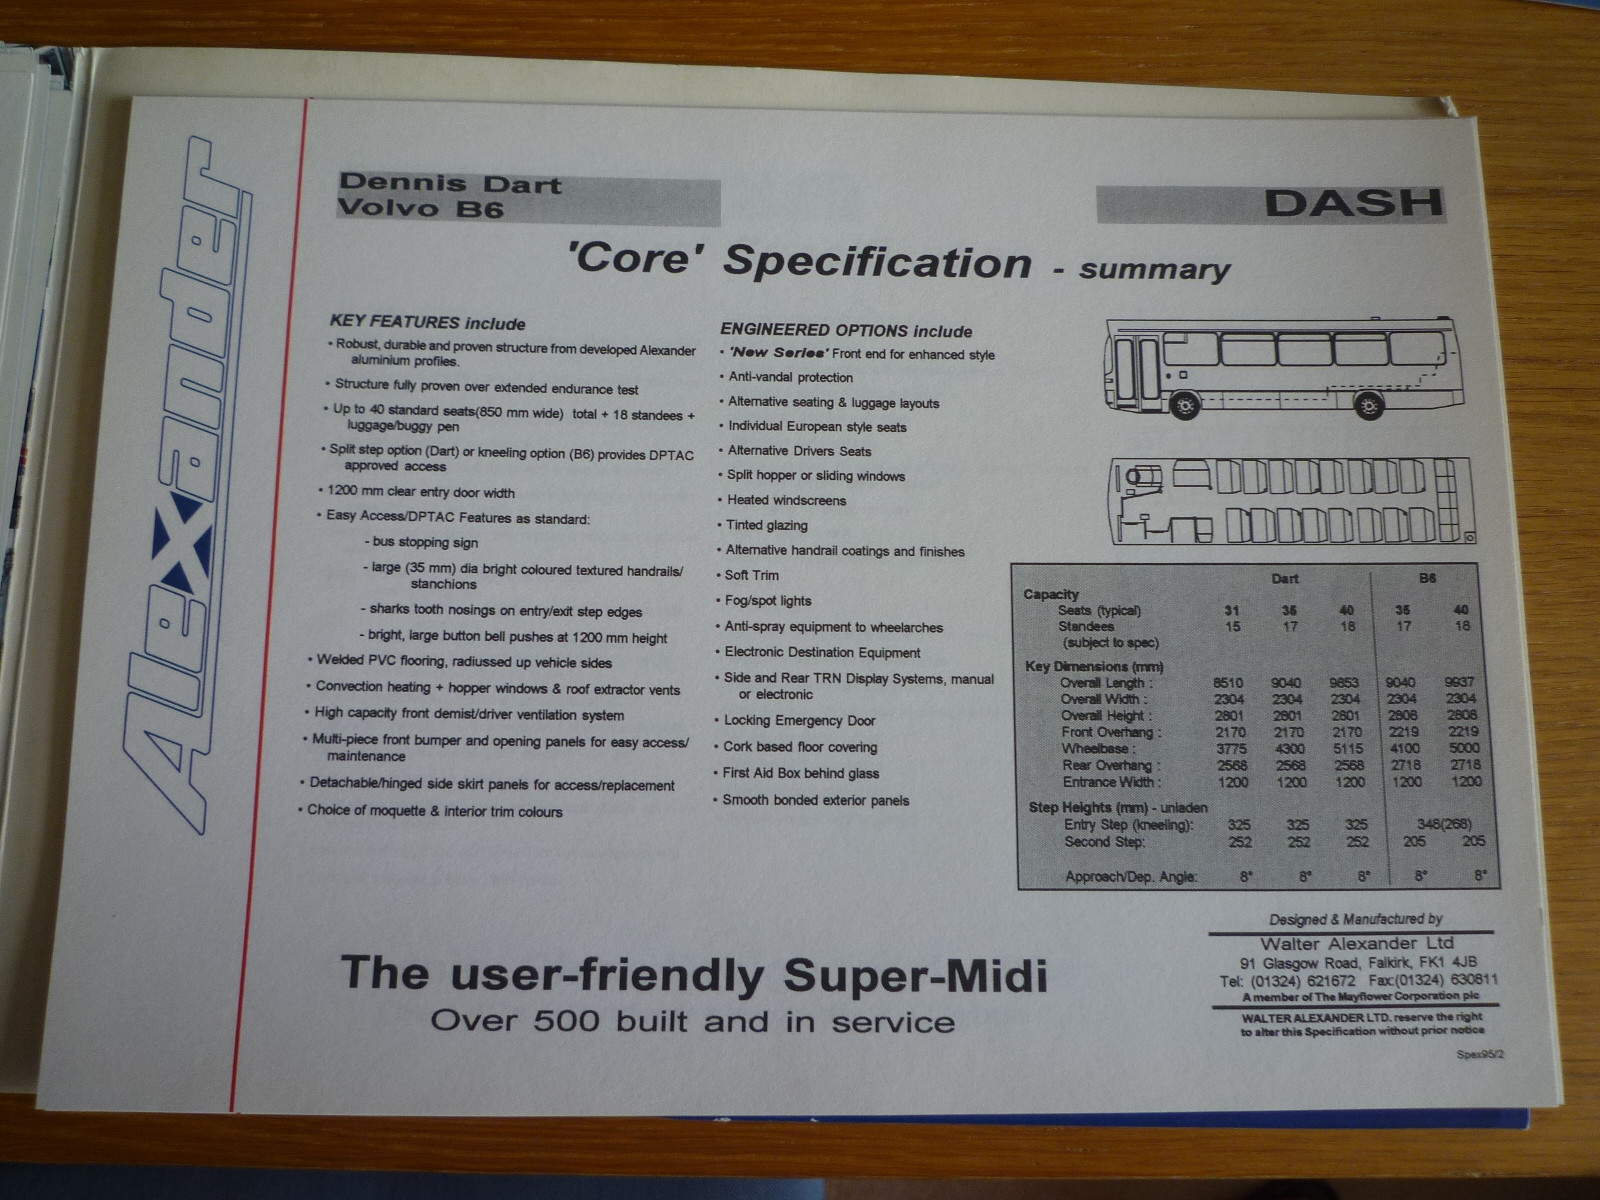 Alexander
Dennis Dart
Volvo B6
DASH
'Core' Specification - summary
KEY FEATURES include
• Robust, durable and proven structure from developed Alexander
aluminium profiles.
• Structure fully proven over extended endurance test
• Up to 40 standard seats(850 mm wide) total + 18 standees +
luggage/buggy pen
• Split step option (Dart) or kneeling option (B6) provides DPTAC
approved access
• 1200 mm clear entry door width
• Easy Access/DPTAC Features as standard:
- bus stopping sign
- large (35 mm) dia bright coloured textured handrails/
stanchions
- sharks tooth nosings on entry/exit step edges
- bright, large button bell pushes at 1200 mm height
• Welded PVC flooring, radiussed up vehicle sides
• Convection heating + hopper windows & roof extractor vents
• High capacity front demist/driver ventilation system
• Multi-piece front bumper and opening panels for easy access/
maintenance
• Detachable/hinged side skirt panels for access/replacement
• Choice of moquette & interior trim colours
ENGINEERED OPTIONS include
• 'New Series' Front end for enhanced style
• Anti-vandal protection
• Alternative seating & luggage layouts
• Individual European style seats
• Alternative Drivers Seats
• Split hopper or sliding windows
• Heated windscreens
• Tinted glazing
• Alternative handrail coatings and finishes
• Soft Trim
• Fog/spot lights
• Anti-spray equipment to wheelarches
• Electronic Destination Equipment
• Side and Rear TRN Display Systems, manual
or electronic
• Locking Emergency Door
• Cork based floor covering
• First Aid Box behind glass
• Smooth bonded exterior panels
Dart B6
Capacity
Seats (typical) 31 35 40 35 40
Standees 15 17 18 17 18
(subject to spec)
Key Dimensions (mm)
Overall Length : 8510 9040 9853 9040 9937
Overall Width : 2304 2304 2304 2304 2304
Overall Height : 2801 2801 2801 2808 2808
Front Overhang : 2170 2170 2170 2219 2219
Wheelbase : 3775 4300 5115 4100 5000
Rear Overhang : 2568 2568 2568 2718 2718
Entrance Width : 1200 1200 1200 1200 1200
Step Heights (mm) - unladen
Entry Step (kneeling): 325 325 325 348(268)
Second Step: 252 252 252 205 205
Approach/Dep. Angle: 8° 8° 8° 8° 8°
The user-friendly Super-Midi
Over 500 built and in service
Designed & Manufactured by
Walter Alexander Ltd
91 Glasgow Road, Falkirk, FK1 4JB
Tel: (01324) 621672 Fax:(01324) 630811
A member of The Mayflower Corporation plc
WALTER ALEXANDER LTD. reserve the right
to alter this Specification without prior notice
Spex95/2